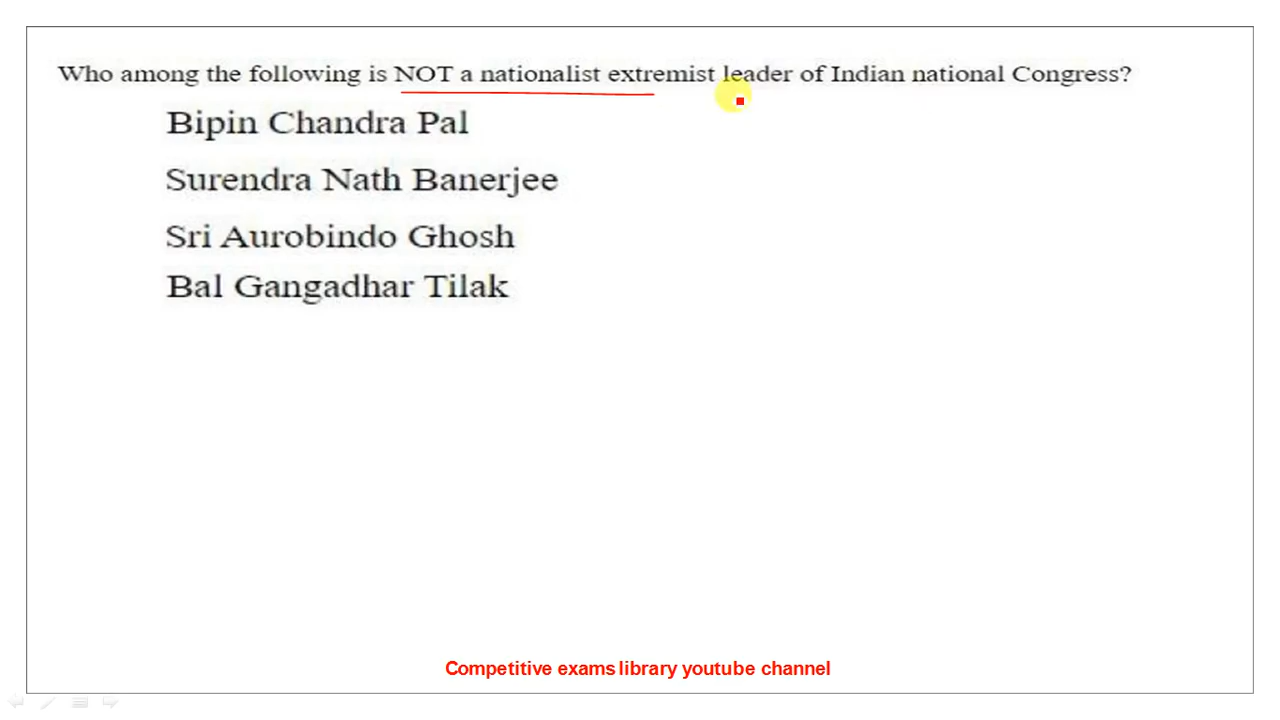 Who among the following is NOT a nationalist extremist leader of Indian national Congress?
Bipin Chandra Pal
Surendra Nath Banerjee
Sri Aurobindo Ghosh
Bal Gangadhar Tilak
Competitive exams library youtube channel